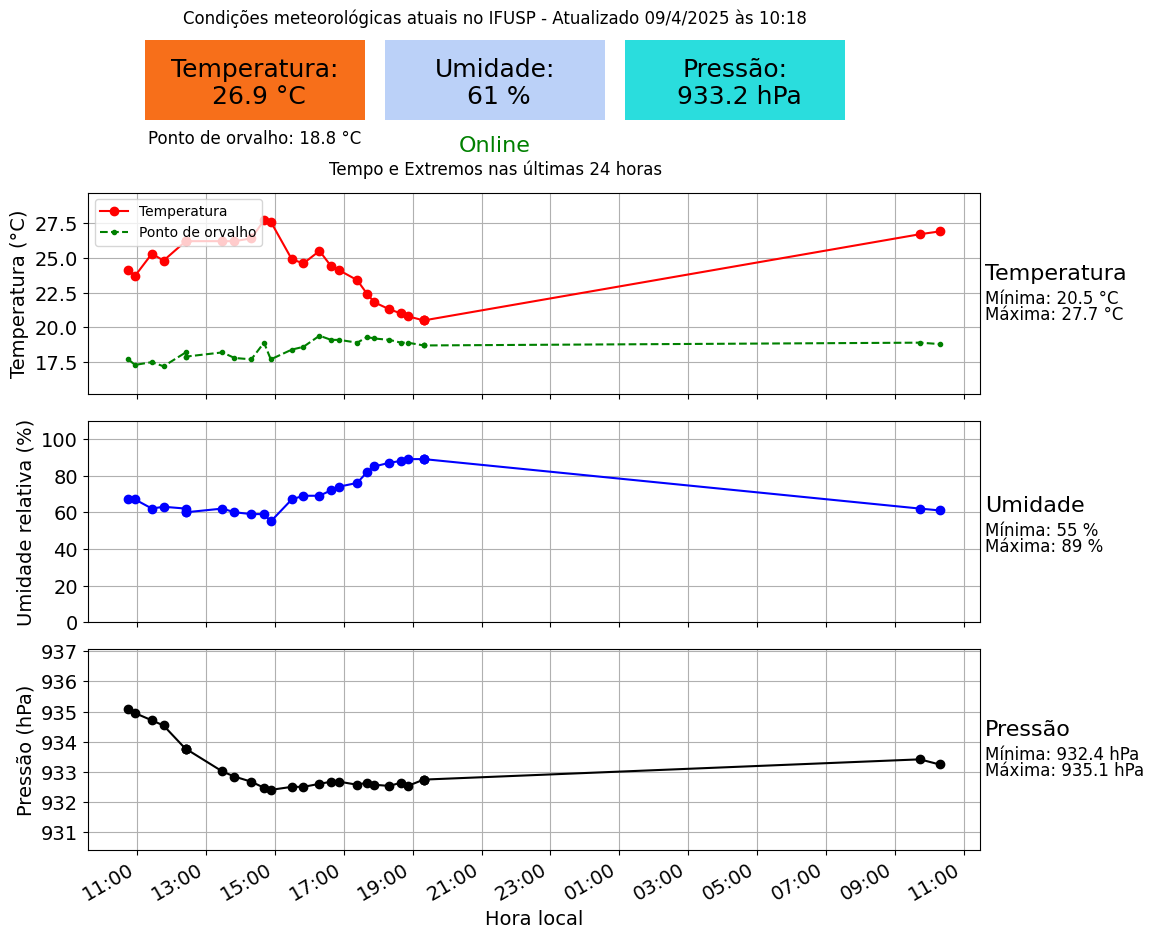 Condições meteorológicas atuais no IFUSP - Atualizado 09/4/2025 às 10:18
Temperatura:
26.9 °C
Umidade:
61 %
Pressão:
933.2 hPa
Ponto de orvalho: 18.8 °C
Online
Tempo e Extremos nas últimas 24 horas
Temperatura (°C)
27.5
25.0
22.5
20.0
17.5
Temperatura
Ponto de orvalho
Temperatura
Mínima: 20.5 °C
Máxima: 27.7 °C
Umidade relativa (%)
100
80
60
40
20
0
Umidade
Mínima: 55 %
Máxima: 89 %
Pressão (hPa)
937
936
935
934
933
932
931
Pressão
Mínima: 932.4 hPa
Máxima: 935.1 hPa
11:00
13:00
15:00
17:00
19:00
21:00
23:00
01:00
03:00
05:00
07:00
09:00
11:00
Hora local